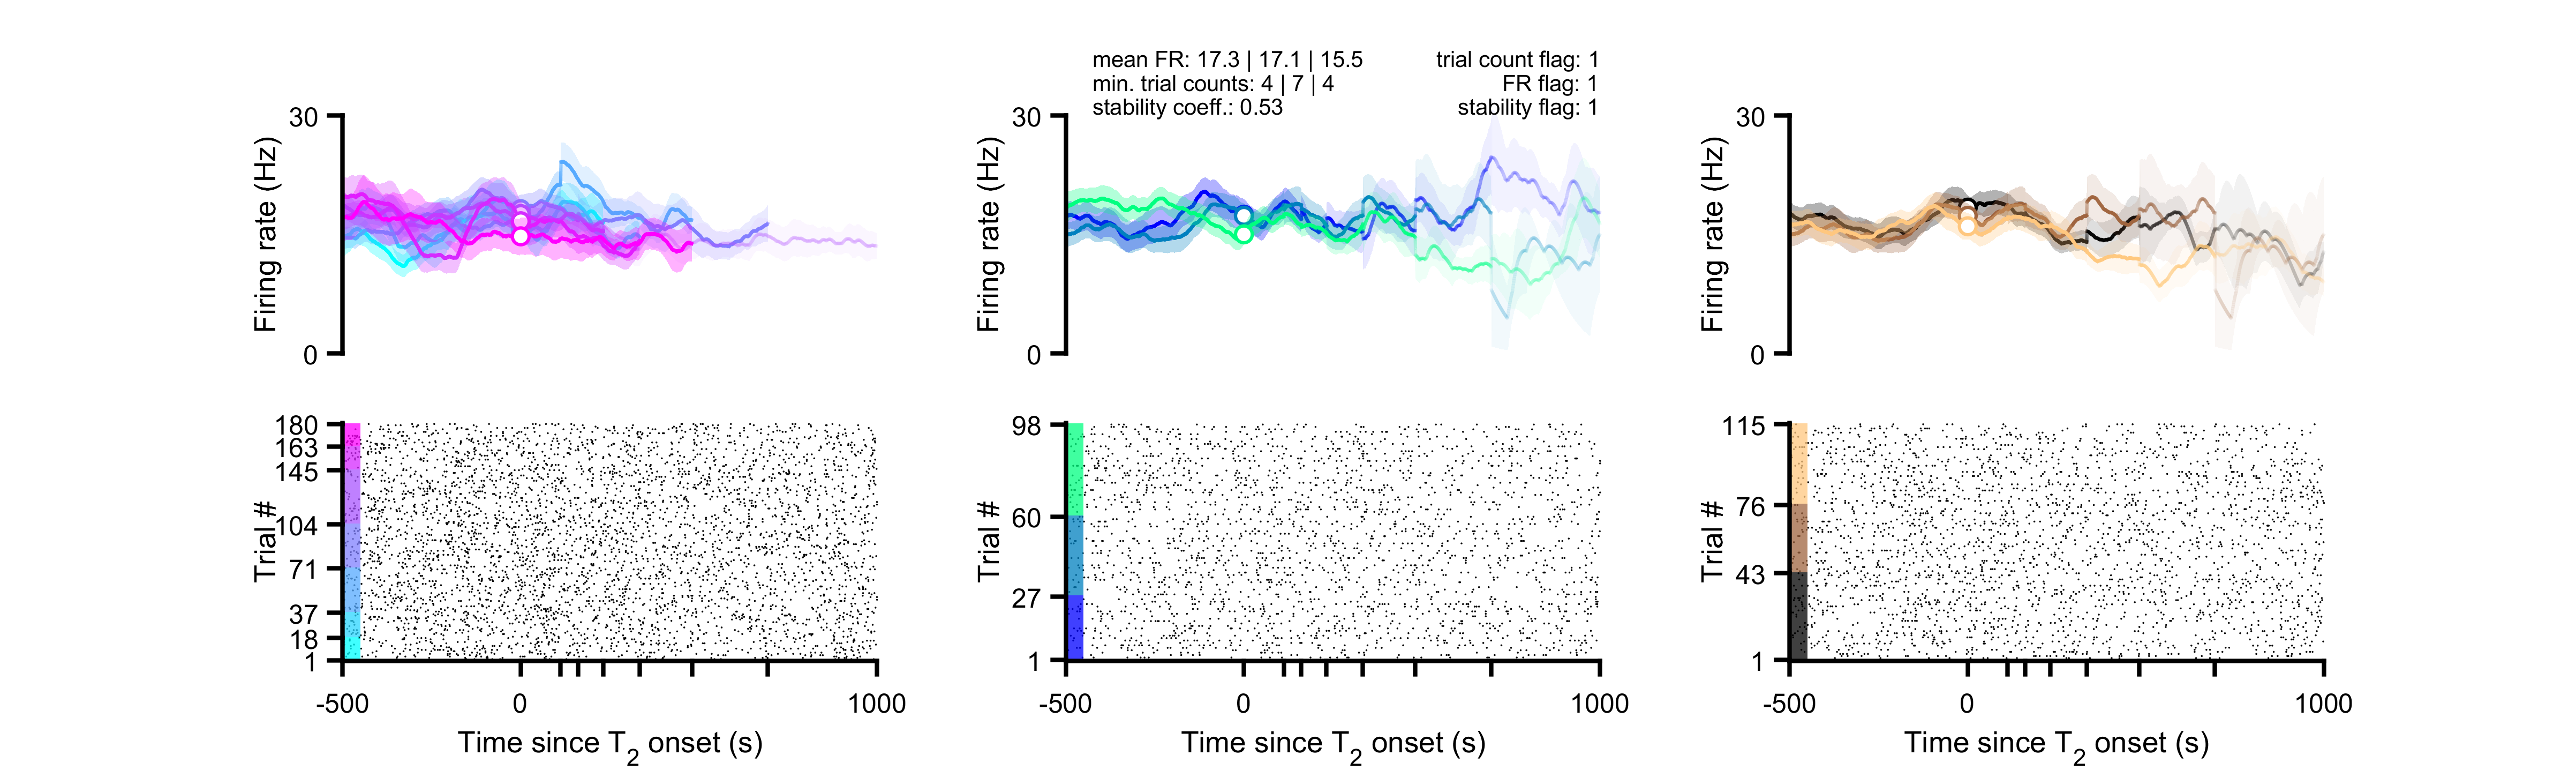 mean FR: 17.3 | 17.1 | 15.5
min. trial counts: 4 | 7 | 4
stability coeff.: 0.53
trial count flag: 1
FR flag: 1
stability flag: 1
30
Firing rate (Hz)
0
30
Firing rate (Hz)
0
30
Firing rate (Hz)
0
180
163
145
104
71
37
18
1
Trial #
-500
0
1000
Time since T2 onset (s)
98
60
27
1
Trial #
-500
0
1000
Time since T2 onset (s)
115
76
43
1
Trial #
-500
0
1000
Time since T2 onset (s)